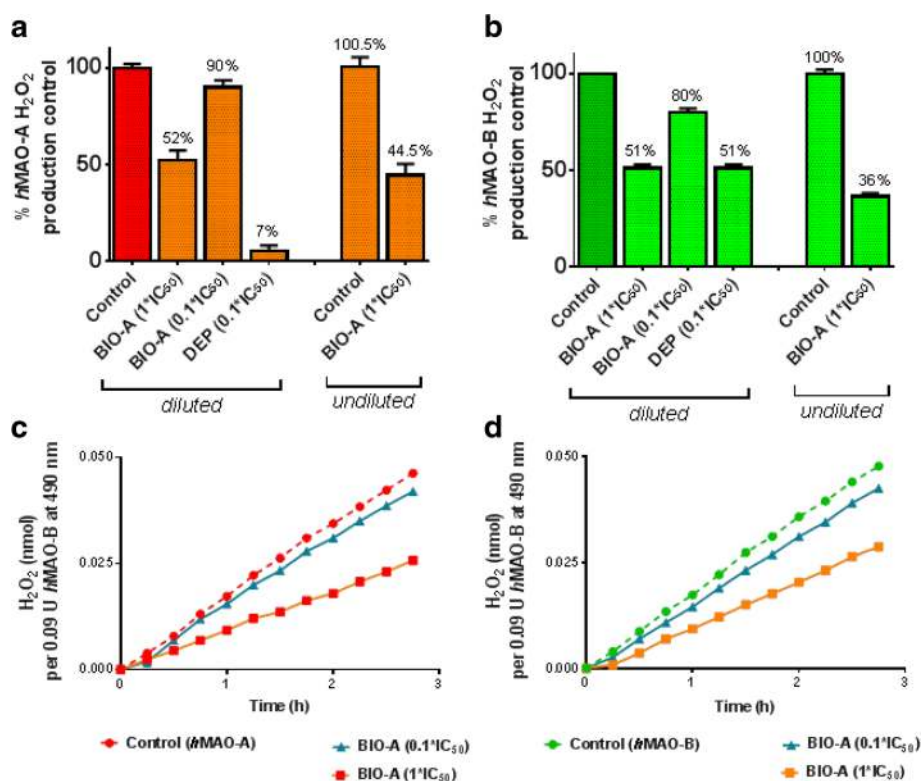 a
% hMAO-A H2O2
production control
100
50
0
100.5%
90%
52%
44.5%
7%
Control
BIO-A (1*IC50)
BIO-A (0.1*IC50)
DEP (0.1*IC50)
Control
BIO-A (1*IC50)
diluted
undiluted
b
% hMAO-B H2O2
production control
100
50
0
100%
80%
51%
51%
36%
Control
BIO-A (1*IC50)
BIO-A (0.1*IC50)
DEP (0.1*IC50)
Control
BIO-A (1*IC50)
diluted
undiluted
c
H2O2 (nmol)
per 0.09 U hMAO-B at 490 nm
0.050
0.025
0.000
0
1
2
3
Time (h)
Control (hMAO-A)
BIO-A (0.1*IC50)
BIO-A (1*IC50)
d
H2O2 (nmol)
per 0.09 U hMAO-B at 490 nm
0.050
0.025
0.000
0
1
2
3
Time (h)
Control (hMAO-B)
BIO-A (0.1*IC50)
BIO-A (1*IC50)